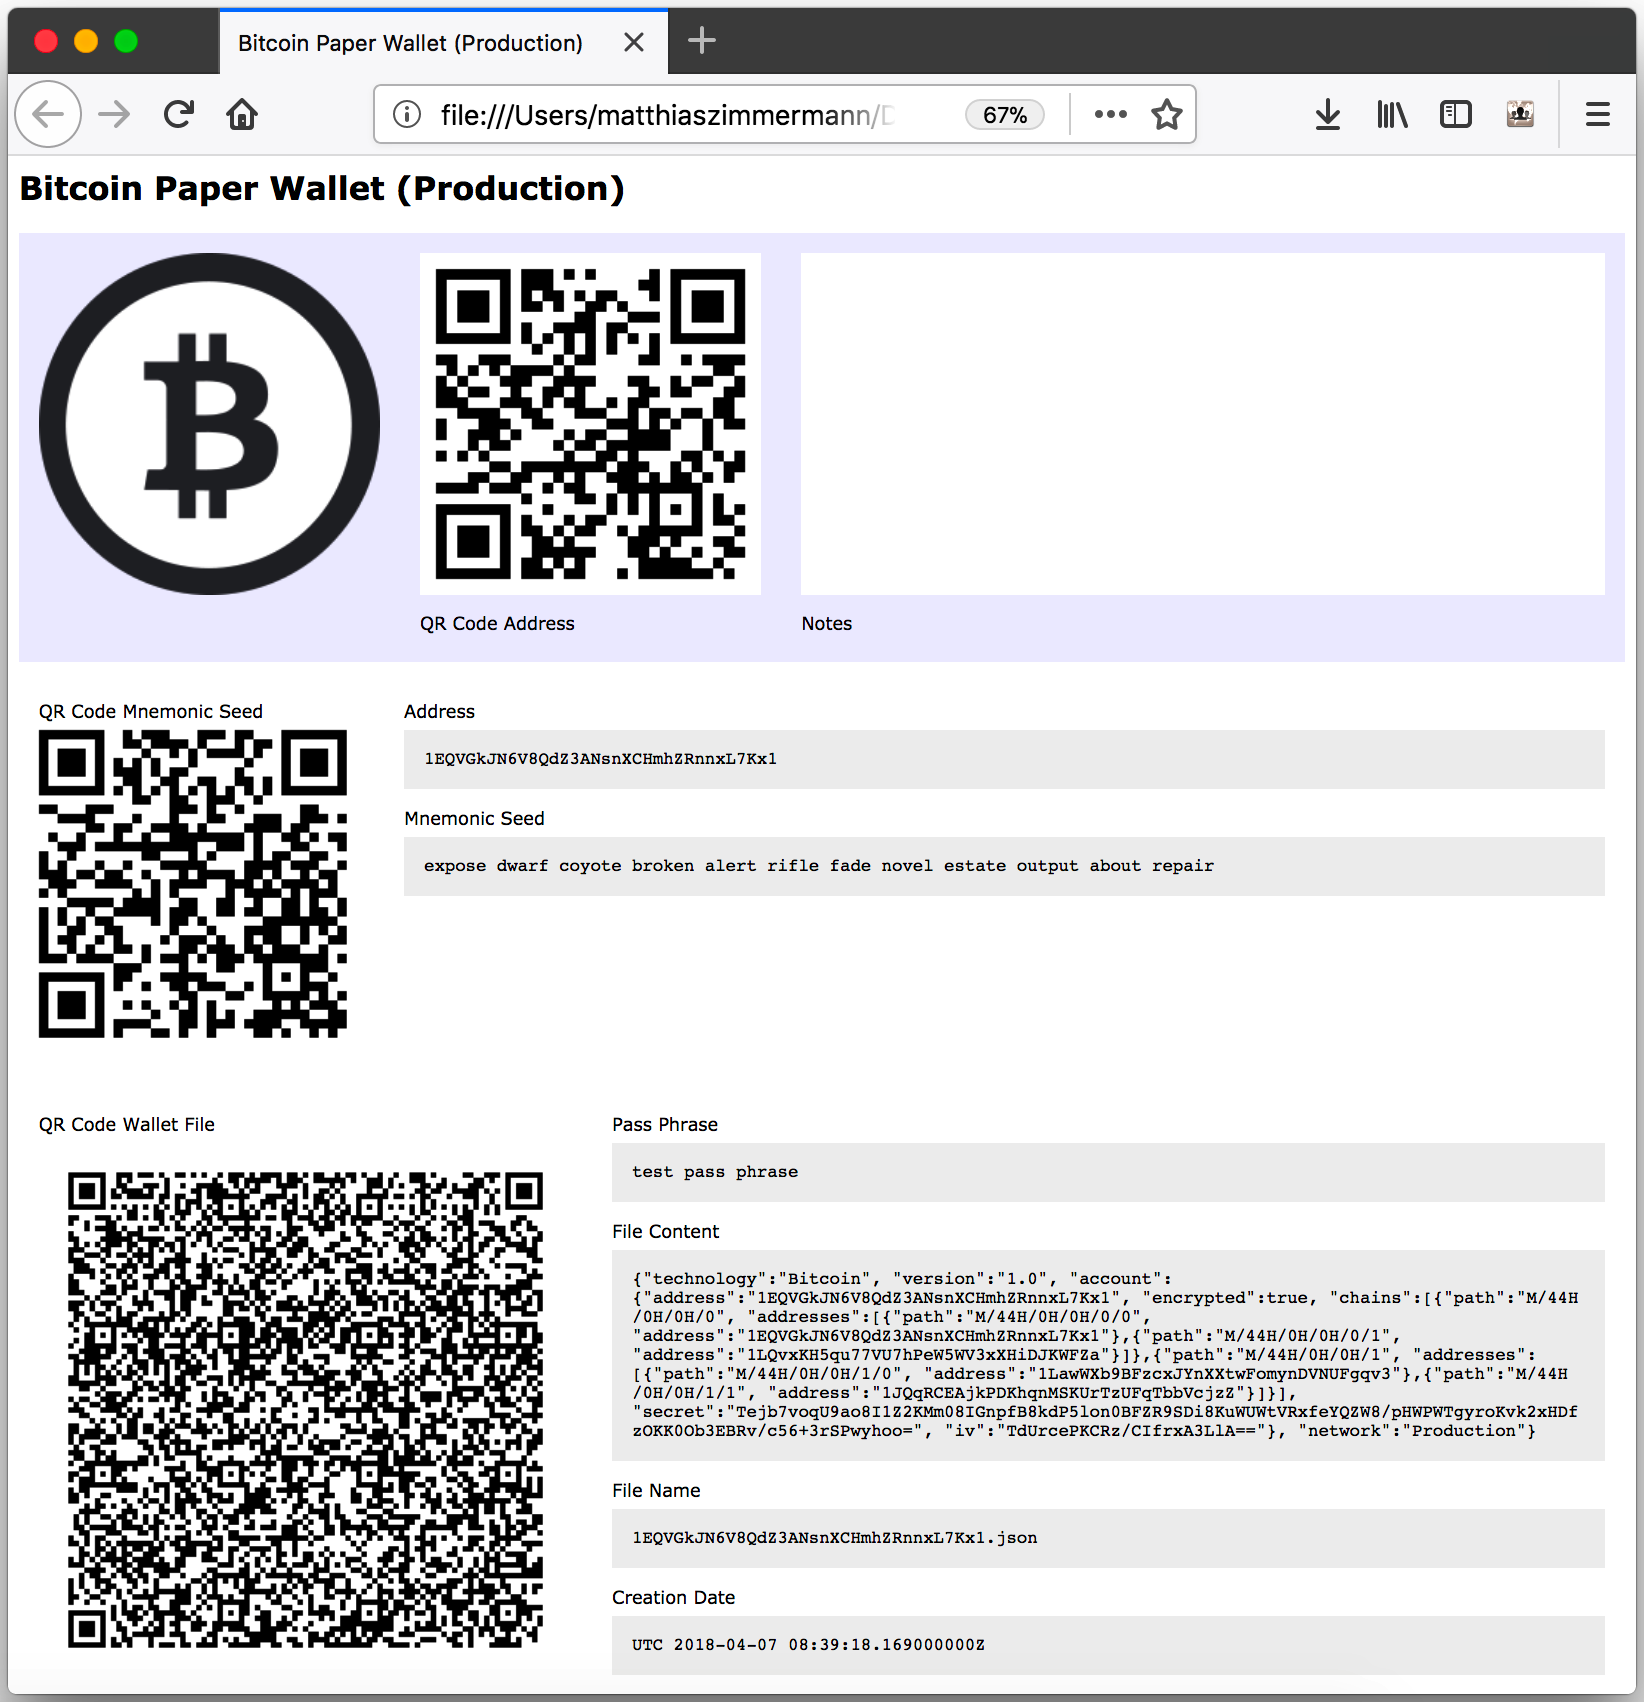 Bitcoin Paper Wallet (Production)
file:///Users/matthiaszimmermann/D
67%
Bitcoin Paper Wallet (Production)
QR Code Address
Notes
QR Code Mnemonic Seed
Address
1EQVGkJN6V8QdZ3ANsnXCHmhZRnnxL7Kx1
Mnemonic Seed
expose dwarf coyote broken alert rifle fade novel estate output about repair
QR Code Wallet File
Pass Phrase
test pass phrase
File Content
{"technology":"Bitcoin", "version":"1.0", "account":
{"address":"1EQVGkJN6V8QdZ3ANsnXCHmhZRnnxL7Kx1", "encrypted":true, "chains":[{"path":"M/44H
/0H/0H/0", "addresses":[{"path":"M/44H/0H/0H/0/0",
"address":"1EQVGkJN6V8QdZ3ANsnXCHmhZRnnxL7Kx1"},{"path":"M/44H/0H/0H/0/1",
"address":"1LQvxKH5qu77VU7hPeW5WV3xXHiDJKWFZa"}]},{"path":"M/44H/0H/0H/1", "addresses":
[{"path":"M/44H/0H/0H/1/0", "address":"1LawWXb9BFzcxJYnXXtwFomynDVNUFgqv3"},{"path":"M/44H
/0H/0H/1/1", "address":"1JQqRCEAjkPDKhqnMSKUrTzUFqTbbVcjzZ"}]}],
"secret":"Tejb7voqU9ao8I1Z2KMm08IGnpfB8kdP5lon0BFZR9SDi8KuWUWtVRxfeYQZW8/pHWPWTgyroKvk2xHDf
zOKK0Ob3EBRv/c56+3rSPwyhoo=", "iv":"TdUrcePKCRz/CIfrxA3LlA=="}, "network":"Production"}
File Name
1EQVGkJN6V8QdZ3ANsnXCHmhZRnnxL7Kx1.json
Creation Date
UTC 2018-04-07 08:39:18.169000000Z